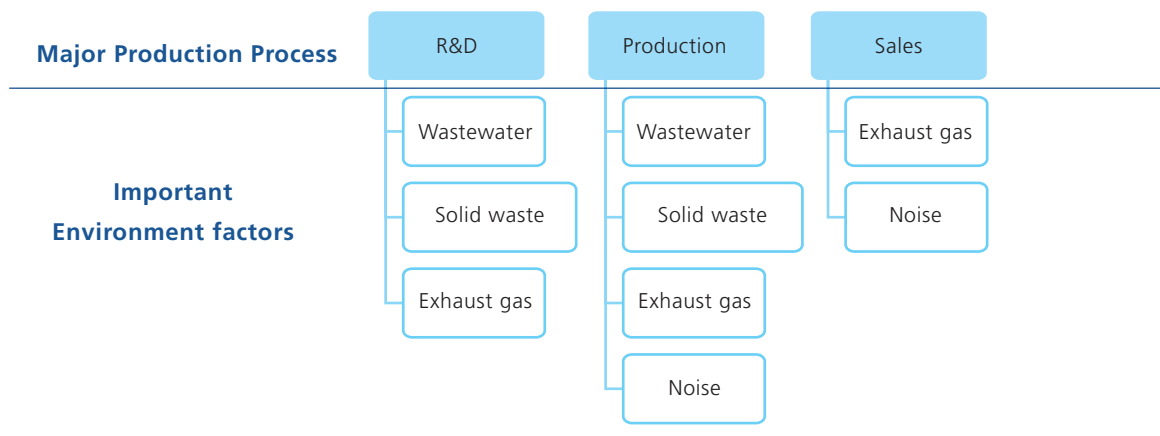 Major Production Process
R&D
Production
Sales
Important
Environment factors
Wastewater
Solid waste
Exhaust gas
Wastewater
Solid waste
Exhaust gas
Noise
Exhaust gas
Noise